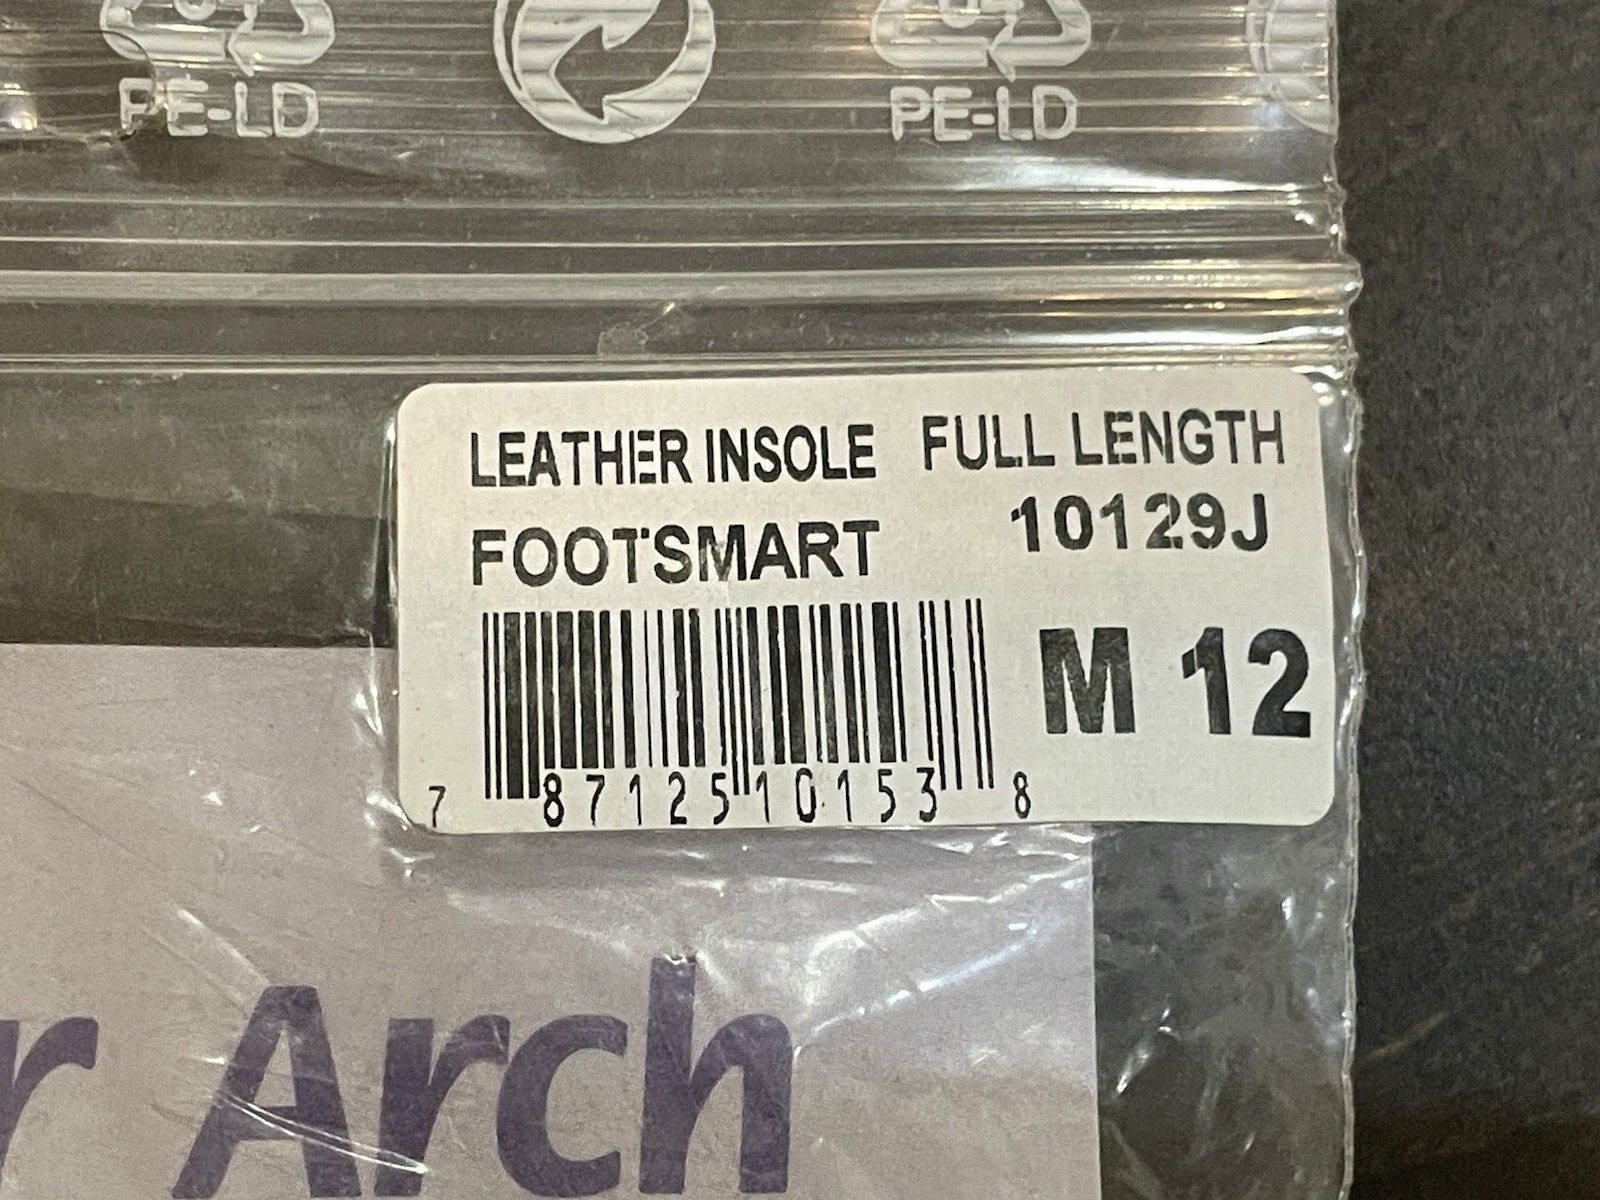 PE-LD PE-LD
LEATHER INSOLE FULL LENGTH
FOOTSMART 10129J
M 12
7 87125 10153 8
Arch